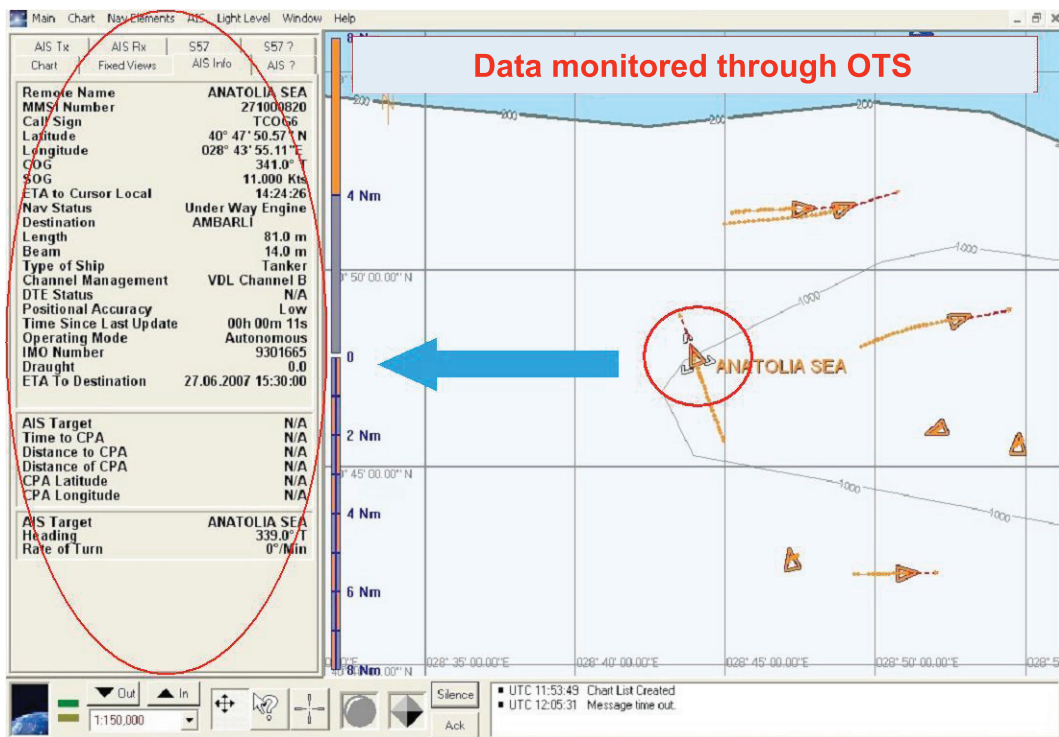 Main Chart Nav Elements AIS Light Level Window Help
AIS Tx AIS Rx S57 S57 ?
Chart Fixed Views AIS Info AIS ?
Remote Name ANATOLIA SEA
MMSI Number 271000820
Call Sign TCOG6
Latitude 40° 47' 50.57" N
Longitude 028° 43' 55.11"E
COG 341.0° T
SOG 11.000 Kts
ETA to Cursor Local 14:24:26
Nav Status Under Way Engine
Destination AMBARLI
Length 81.0 m
Beam 14.0 m
Type of Ship Tanker
Channel Management VDL Channel B
DTE Status N/A
Positional Accuracy Low
Time Since Last Update 00h 00m 11s
Operating Mode Autonomous
IMO Number 9301665
Draught 0.0
ETA To Destination 27.06.2007 15:30:00
AIS Target N/A
Time to CPA N/A
Distance to CPA N/A
Distance of CPA N/A
CPA Latitude N/A
CPA Longitude N/A
AIS Target ANATOLIA SEA
Heading 339.0° T
Rate of Turn 0°/Min
8
4 Nm
0
2 Nm
4 Nm
6 Nm
8 Nm
Data monitored through OTS
200 200 200
1000
50' 00.00" N
1000
ANATOLIA SEA
45' 00.00" N
1000
1000
028° 35' 00.00"E 028° 40' 00.00"E 028° 45' 00.00"E 028° 50' 00.00"E
Out In
1:150,000
Silence
Ack
UTC 11:53:49 Chart List Created
UTC 12:05:31 Message time out.